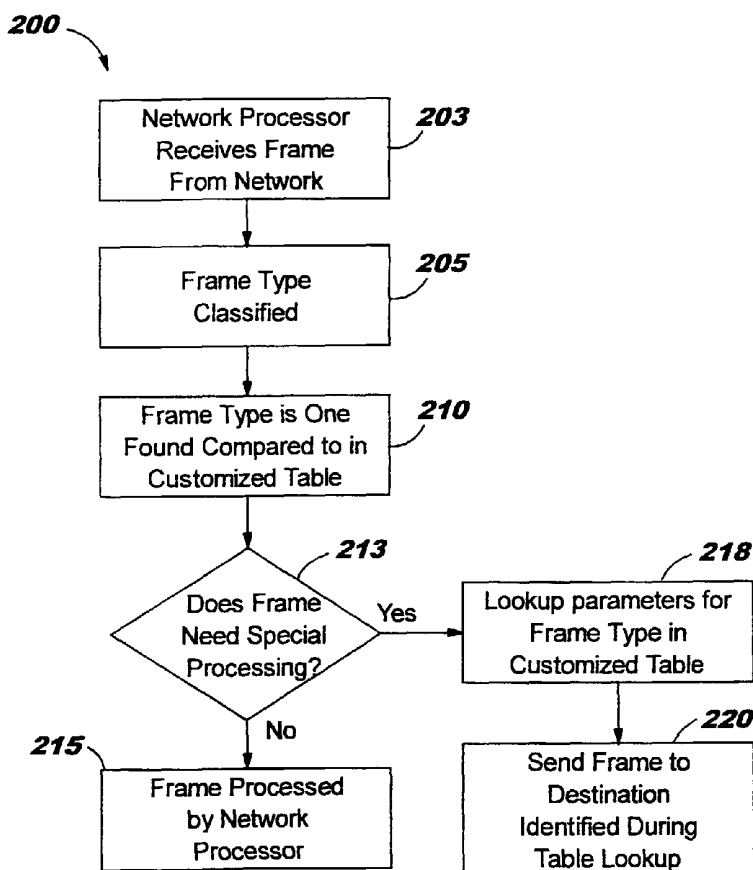 200
Network Processor
Receives Frame
From Network
203
Frame Type
Classified
205
Frame Type is One
Found Compared to in
Customized Table
210
Does Frame
Need Special
Processing?
213
Yes
No
Lookup parameters for
Frame Type in
Customized Table
218
215
Frame Processed
by Network
Processor
220
Send Frame to
Destination
Identified During
Table Lookup